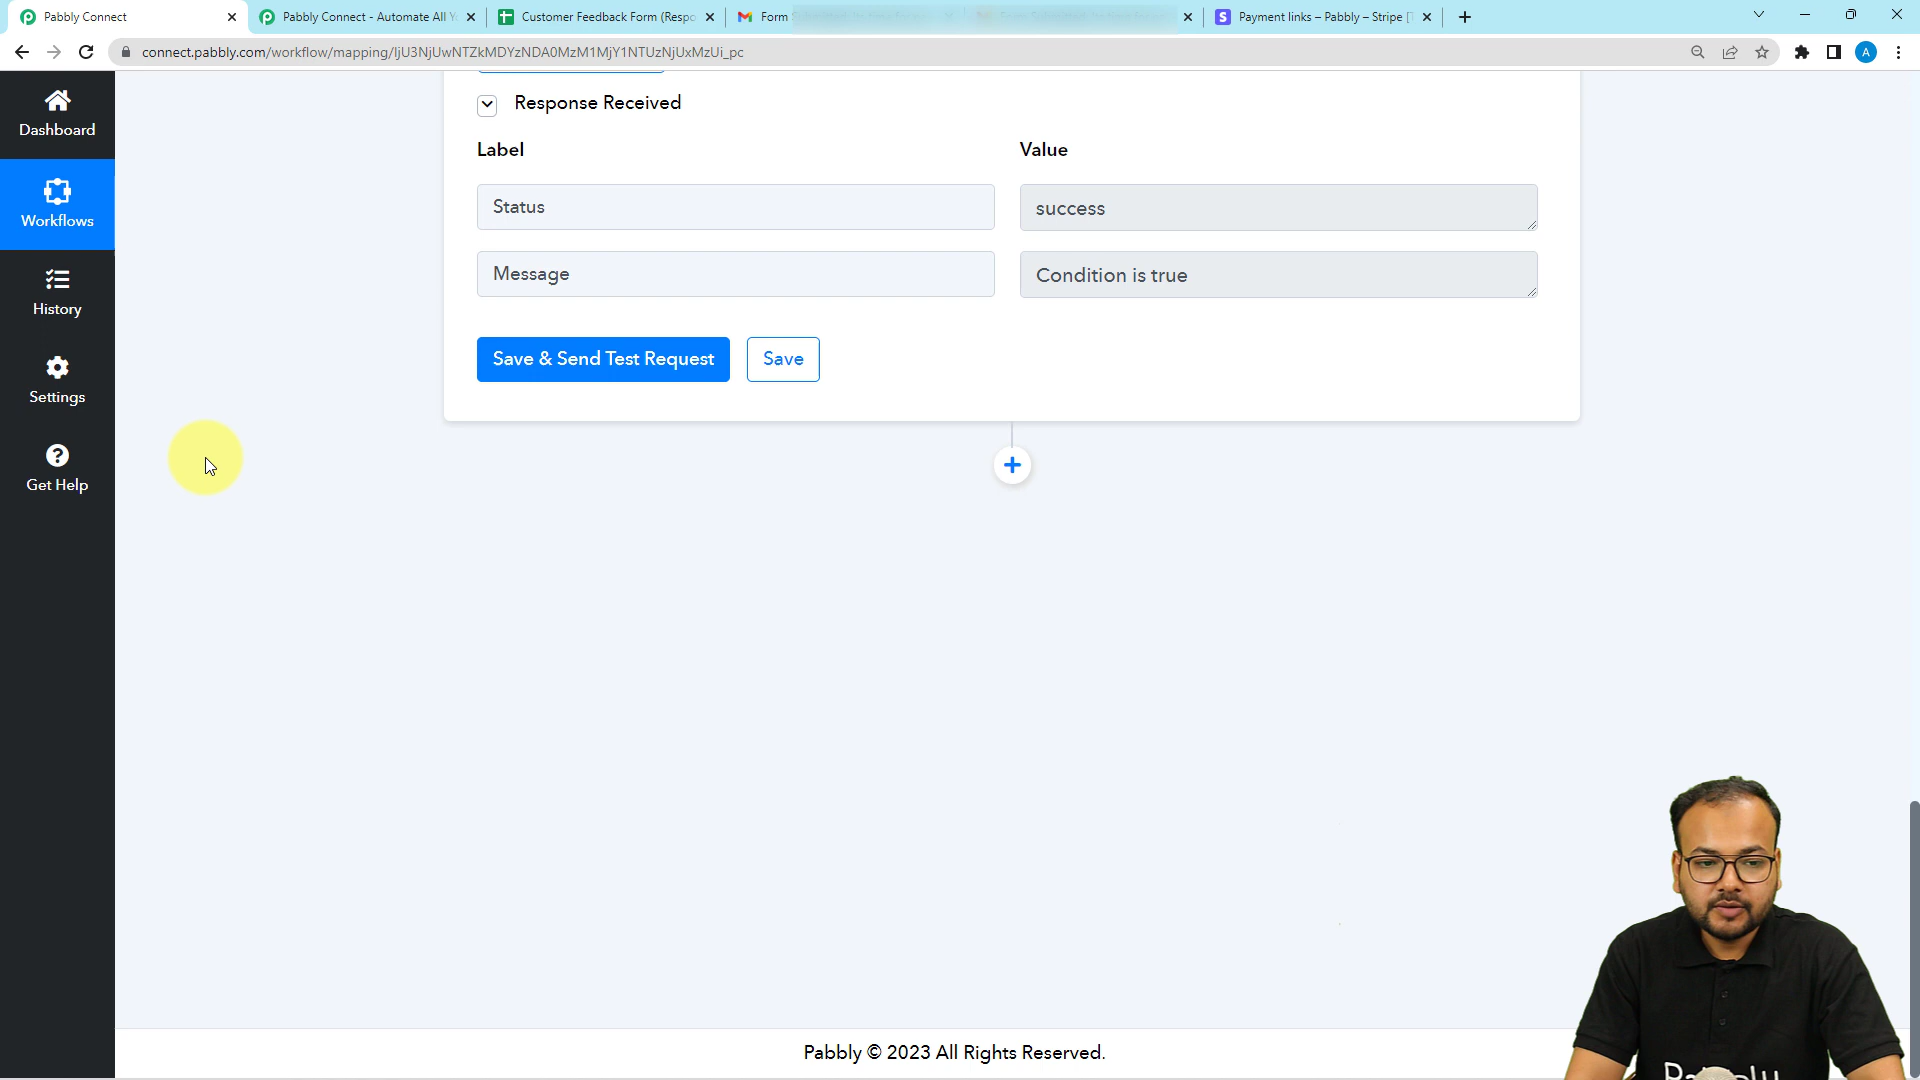 Pabbly Connect
Pabbly Connect - Automate All Y
Customer Feedback Form (Respo
Form
Payment links – Pabbly – Stripe [
connect.pabbly.com/workflow/mapping/IjU3NjUwNTZkMDYzNDA0MzM1MjY1NTUzNjUxMzUi_pc
A
Dashboard
Workflows
History
Settings
Get Help
Response Received
Label
Value
Status
success
Message
Condition is true
Save & Send Test Request
Save
Pabbly © 2023 All Rights Reserved.
Pabbly